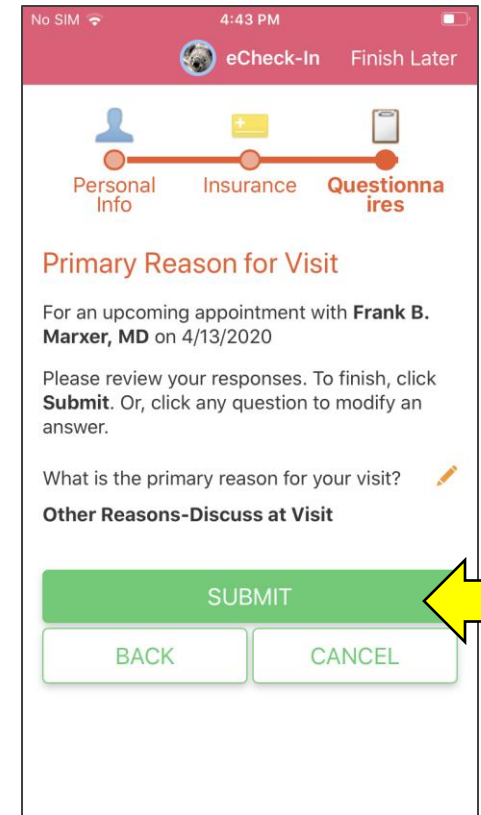 No SIM 4:43 PM
eCheck-In Finish Later
Personal Info
Insurance
Questionna
ires
Primary Reason for Visit
For an upcoming appointment with Frank B.
Marxer, MD on 4/13/2020
Please review your responses. To finish, click
Submit. Or, click any question to modify an
answer.
What is the primary reason for your visit?
Other Reasons-Discuss at Visit
SUBMIT
BACK CANCEL